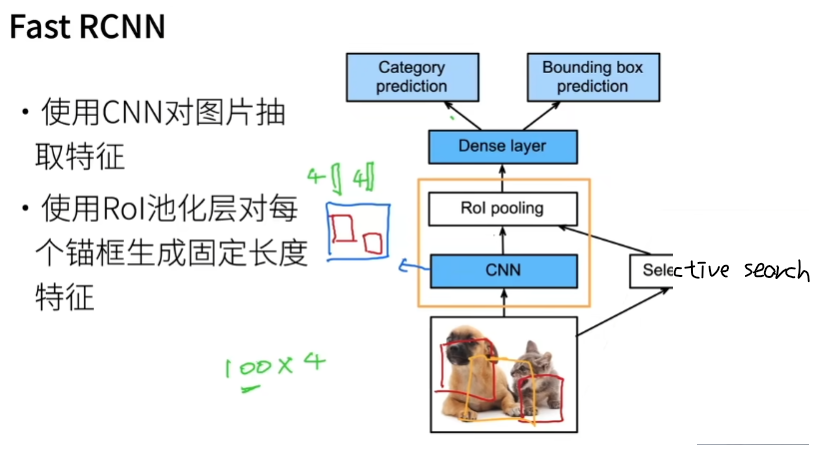 Fast RCNN
• 使用CNN对图片抽
取特征
• 使用RoI池化层对每
个锚框生成固定长度
特征
Category
prediction
Bounding box
prediction
Dense layer
4 4
RoI pooling
CNN
Selective search
100×4